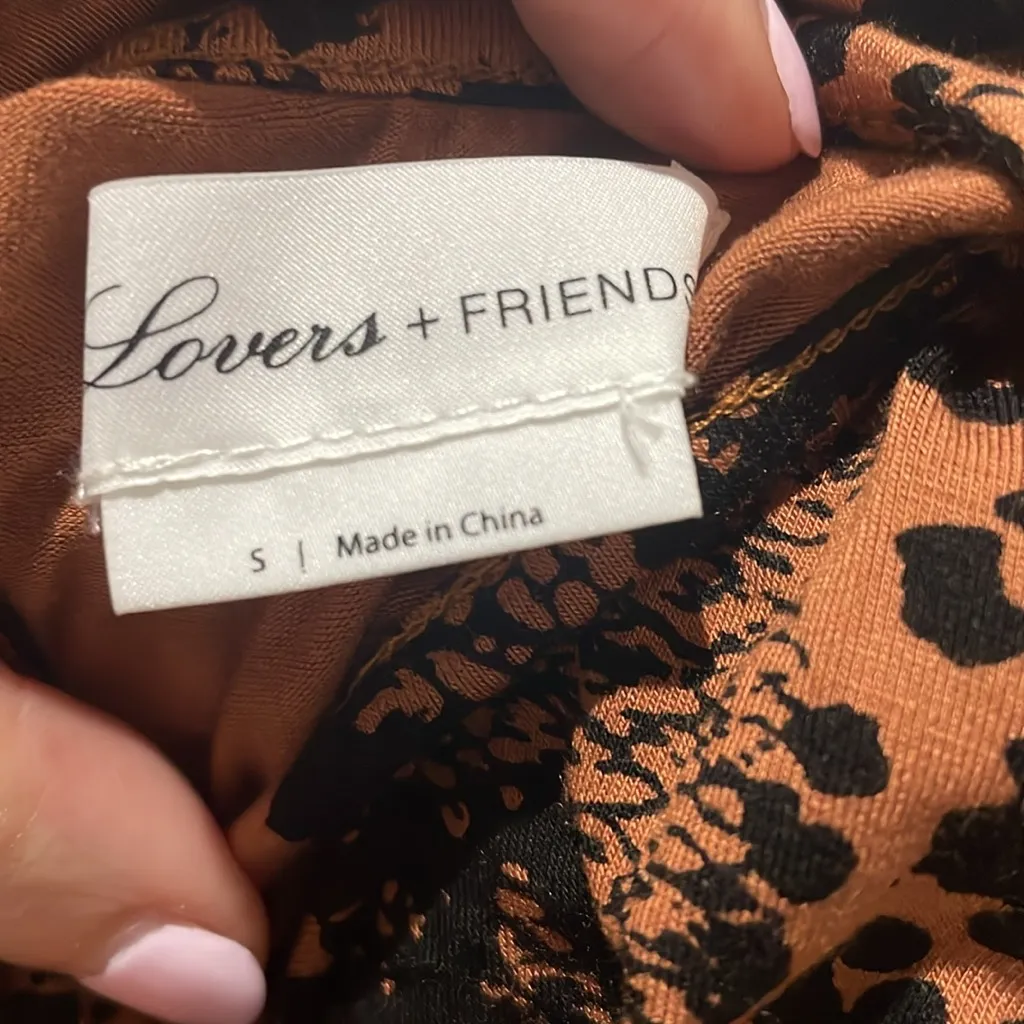 Lovers + FRIENDS
S | Made in China